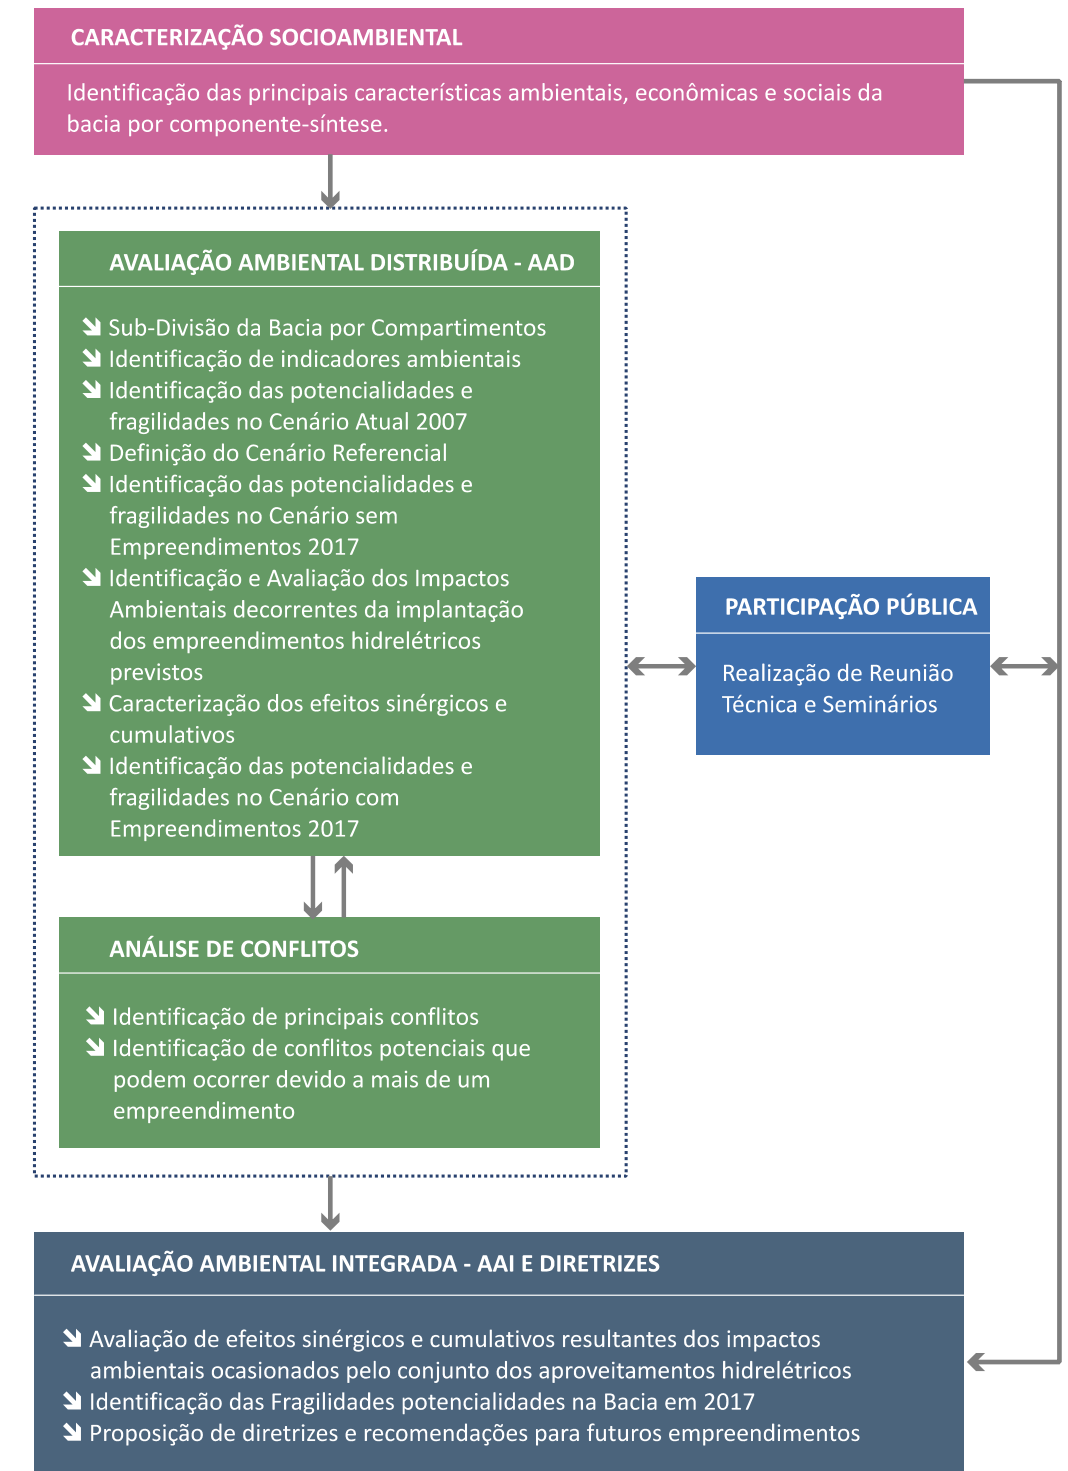 CARACTERIZAÇÃO SOCIOAMBIENTAL
Identificação das principais características ambientais, econômicas e sociais da
bacia por componente-síntese.
AVALIAÇÃO AMBIENTAL DISTRIBUÍDA - AAD
Sub-Divisão da Bacia por Compartimentos
Identificação de indicadores ambientais
Identificação das potencialidades e
fragilidades no Cenário Atual 2007
Definição do Cenário Referencial
Identificação das potencialidades e
fragilidades no Cenário sem
Empreendimentos 2017
Identificação e Avaliação dos Impactos
Ambientais decorrentes da implantação
dos empreendimentos hidrelétricos
previstos
Caracterização dos efeitos sinérgicos e
cumulativos
Identificação das potencialidades e
fragilidades no Cenário com
Empreendimentos 2017
PARTICIPAÇÃO PÚBLICA
Realização de Reunião
Técnica e Seminários
ANÁLISE DE CONFLITOS
Identificação de principais conflitos
Identificação de conflitos potenciais que
podem ocorrer devido a mais de um
empreendimento
AVALIAÇÃO AMBIENTAL INTEGRADA - AAI E DIRETRIZES
Avaliação de efeitos sinérgicos e cumulativos resultantes dos impactos
ambientais ocasionados pelo conjunto dos aproveitamentos hidrelétricos
Identificação das Fragilidades potencialidades na Bacia em 2017
Proposição de diretrizes e recomendações para futuros empreendimentos